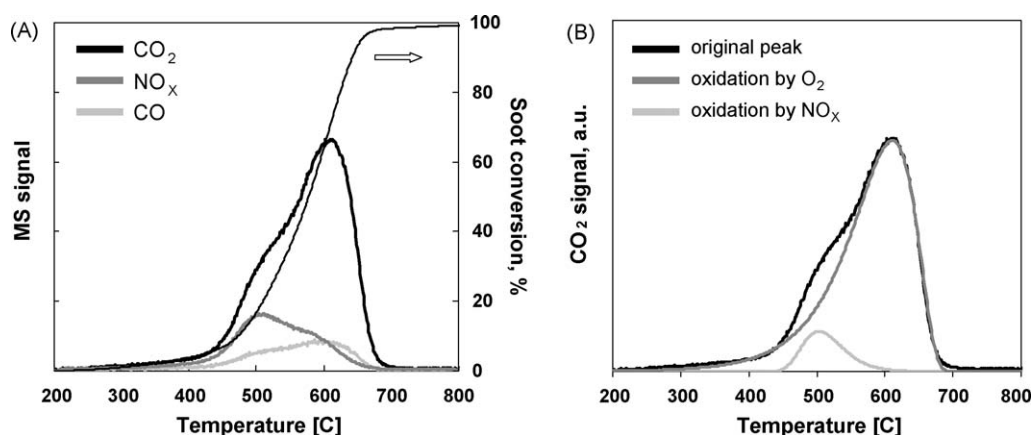 (A)
CO₂
NOₓ
CO
MS signal
100
80
60
40
20
0
Soot conversion, %
200 300 400 500 600 700 800
Temperature [C]
(B)
original peak
oxidation by O₂
oxidation by NOₓ
CO₂ signal, a.u.
200 300 400 500 600 700 800
Temperature [C]